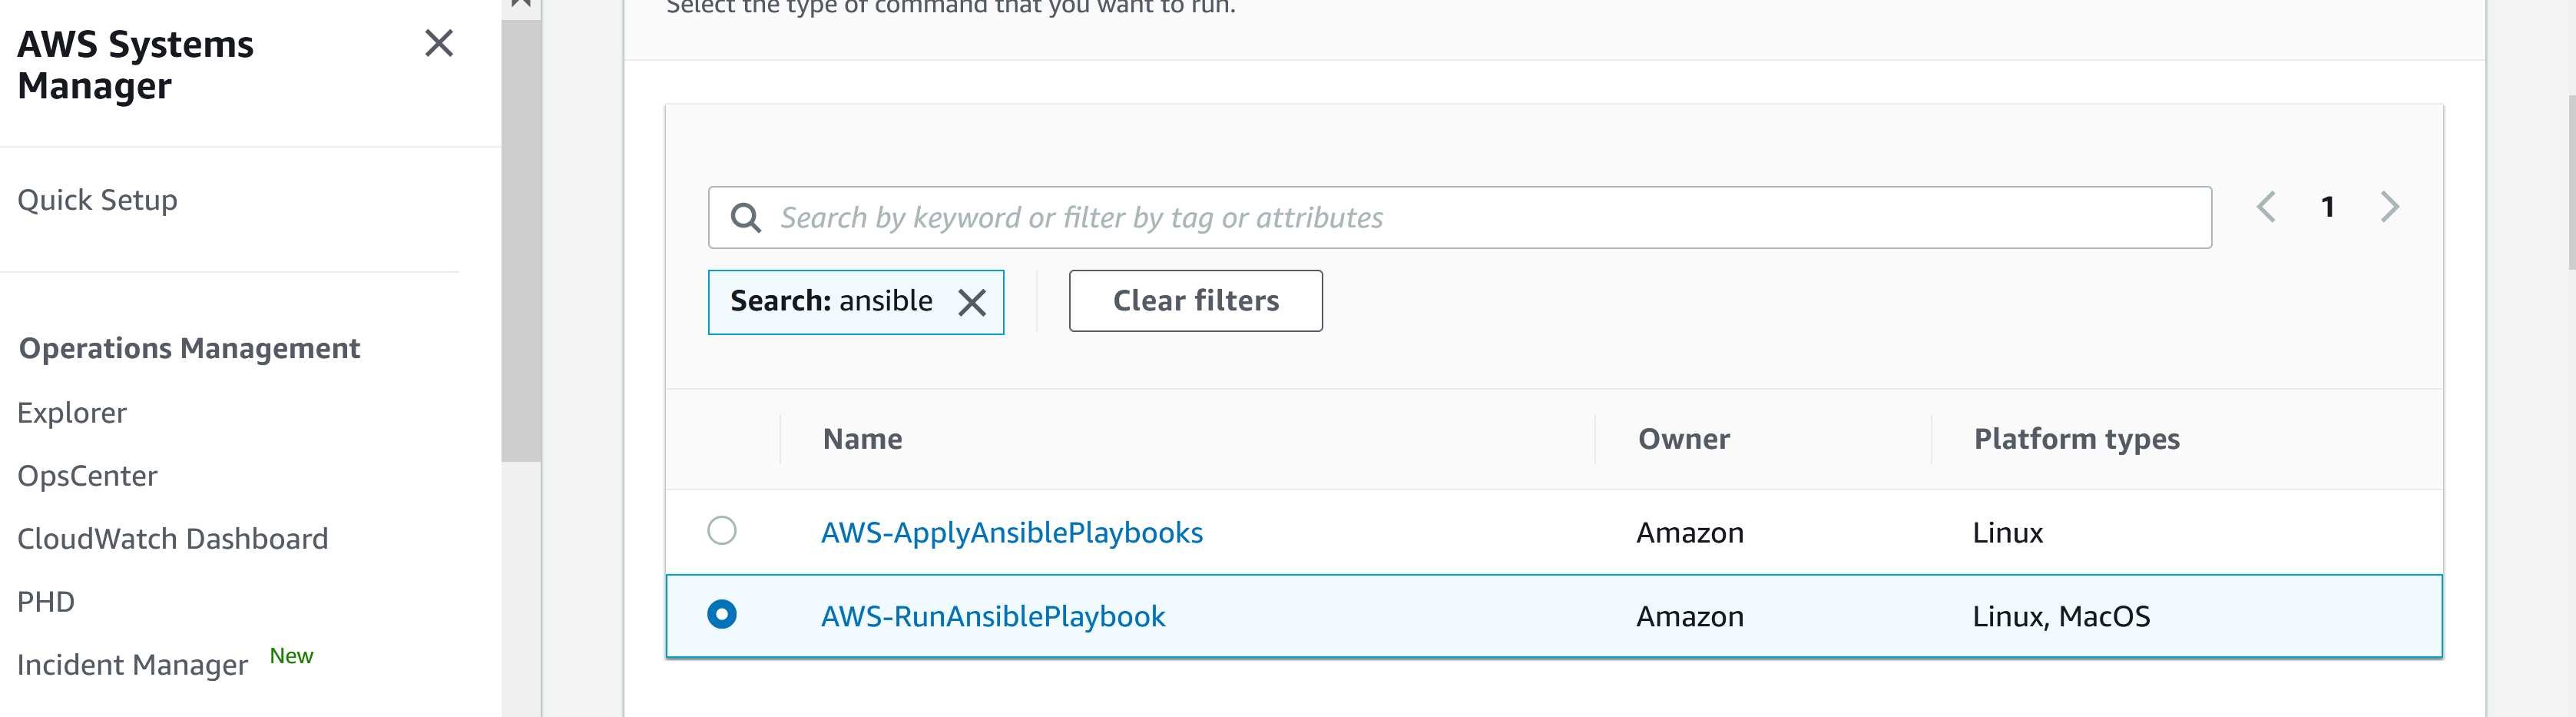 AWS Systems
Manager
Quick Setup
Operations Management
Explorer
OpsCenter
CloudWatch Dashboard
PHD
Incident Manager New
Select the type of command that you want to run.
Search by keyword or filter by tag or attributes
1
Search: ansible
Clear filters
Name Owner Platform types
AWS-ApplyAnsiblePlaybooks Amazon Linux
AWS-RunAnsiblePlaybook Amazon Linux, MacOS